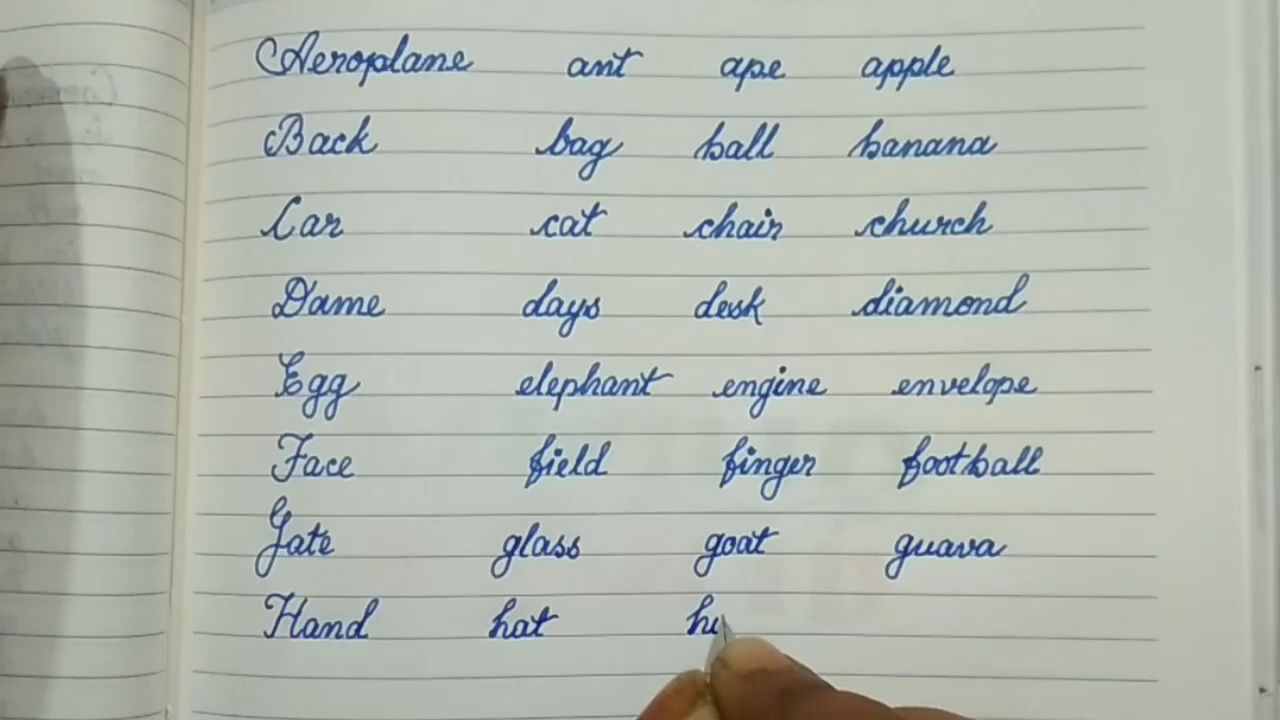 Aeroplane ant ape apple
Back bag ball banana
Car cat chair church
Dame days desk diamond
Egg elephant engine envelope
Face field finger football
Gate glass goat guava
Hand hat